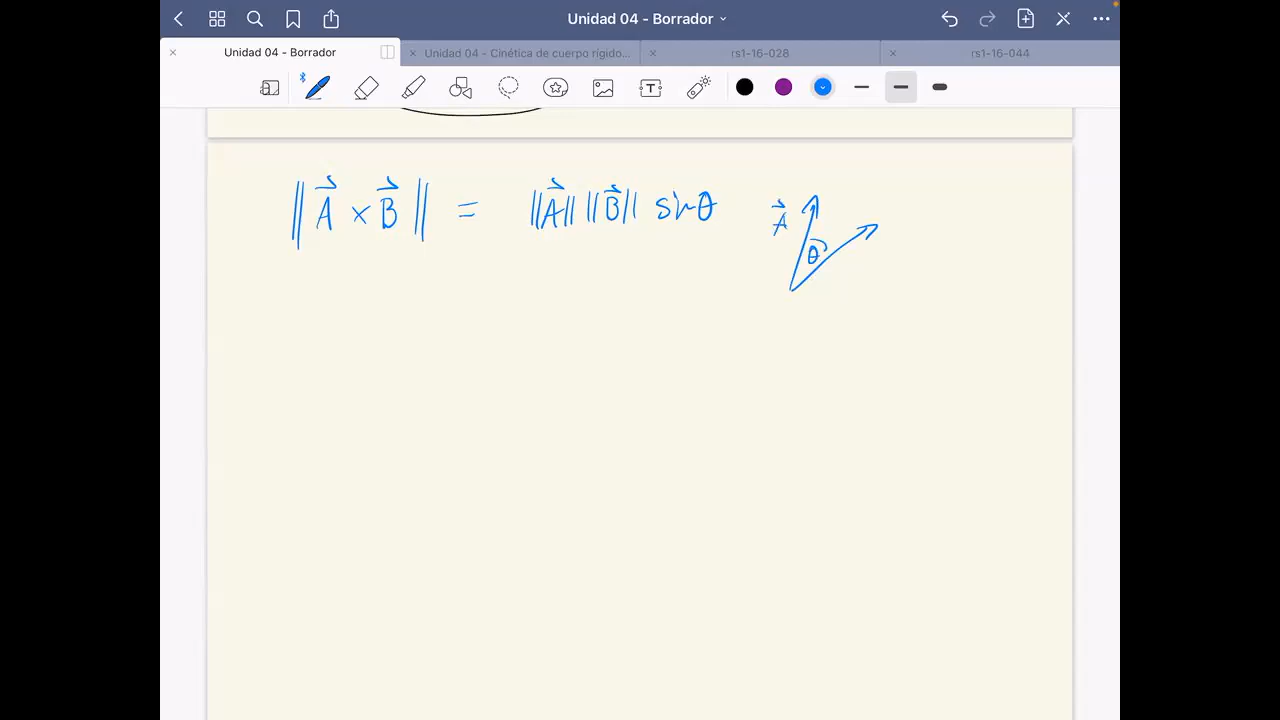 Unidad 04 - Borrador
Unidad 04 - Borrador
Unidad 04 - Cinética de cuerpo rígido...
rs1-16-028
rs1-16-044
T
‖A⃗ × B⃗‖ = ‖A⃗‖ ‖B⃗‖ sin θ
A⃗
θ